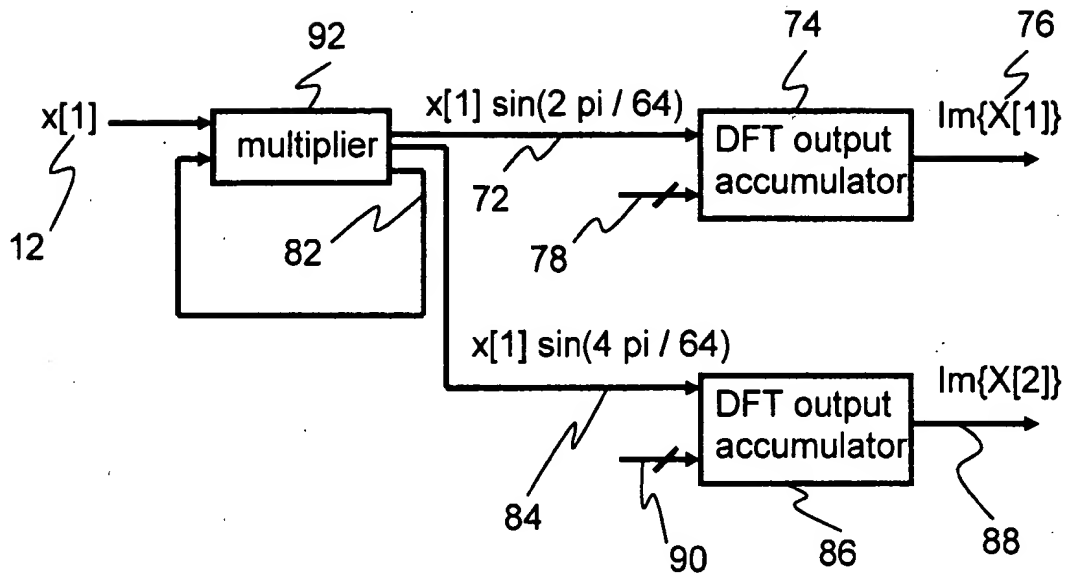 92
74
76
x[1]
multiplier
x[1] sin(2 pi / 64)
DFT output
accumulator
Im{X[1]}
12
82
72
78
x[1] sin(4 pi / 64)
DFT output
accumulator
Im{X[2]}
84
90
86
88